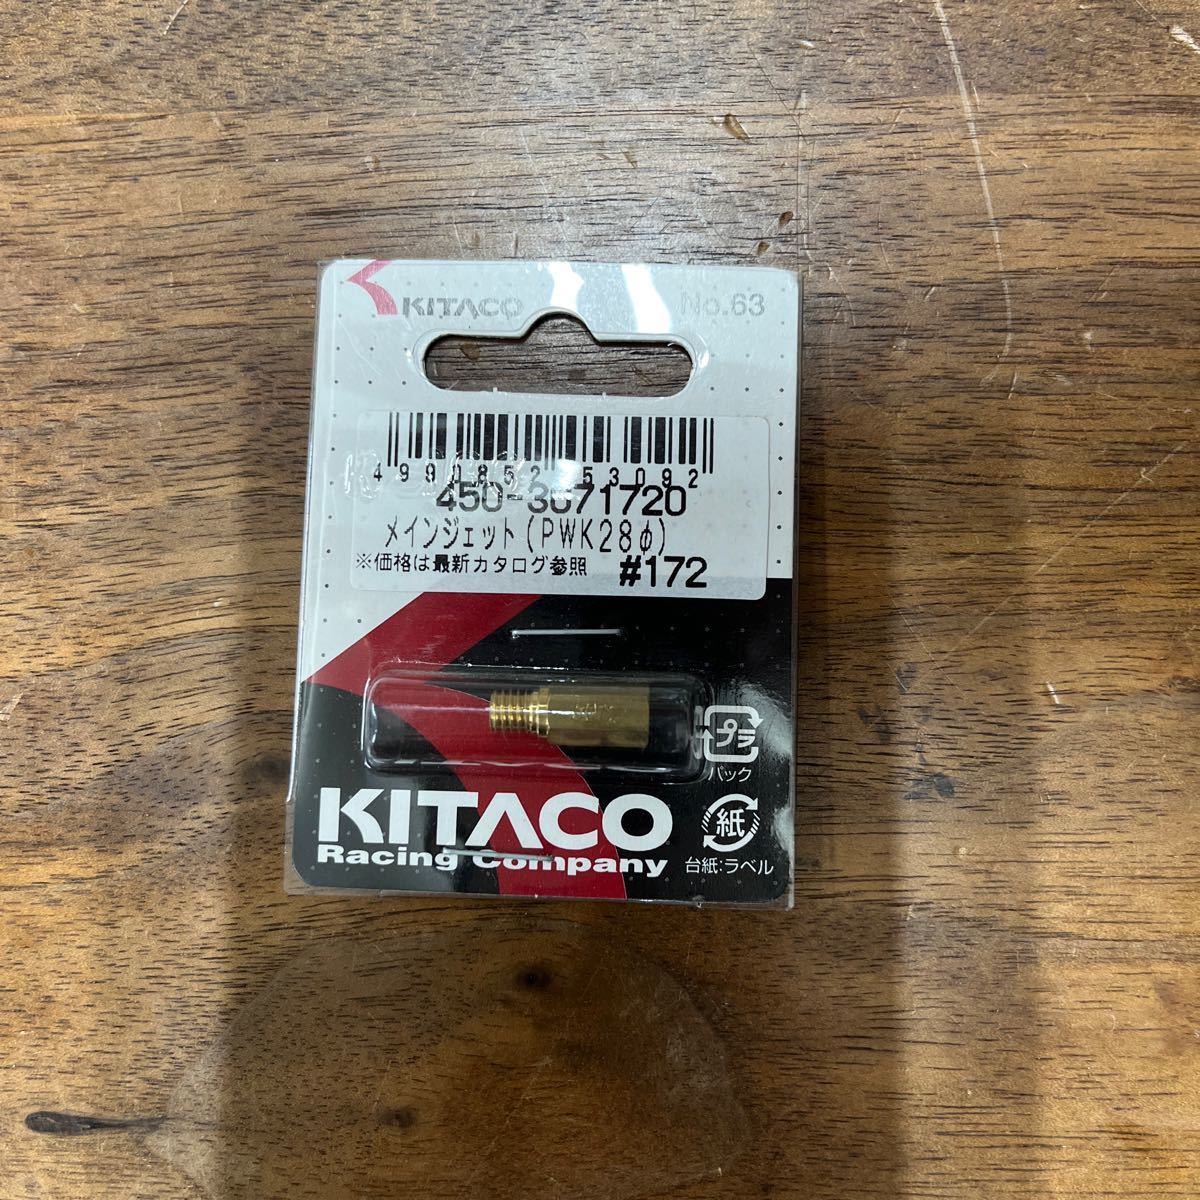 KITACO
No.63
4990852 53092
450-3671720
メインジェット(PWK28φ)
※価格は最新カタログ参照 #172
プラ
パック
KITACO
Racing Company
紙
台紙:ラベル